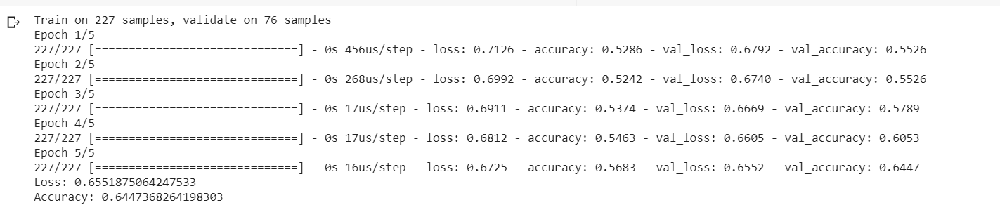 Train on 227 samples, validate on 76 samples
Epoch 1/5
227/227 [==============================] - 0s 456us/step - loss: 0.7126 - accuracy: 0.5286 - val_loss: 0.6792 - val_accuracy: 0.5526
Epoch 2/5
227/227 [==============================] - 0s 268us/step - loss: 0.6992 - accuracy: 0.5242 - val_loss: 0.6740 - val_accuracy: 0.5526
Epoch 3/5
227/227 [==============================] - 0s 17us/step - loss: 0.6911 - accuracy: 0.5374 - val_loss: 0.6669 - val_accuracy: 0.5789
Epoch 4/5
227/227 [==============================] - 0s 17us/step - loss: 0.6812 - accuracy: 0.5463 - val_loss: 0.6605 - val_accuracy: 0.6053
Epoch 5/5
227/227 [==============================] - 0s 16us/step - loss: 0.6725 - accuracy: 0.5683 - val_loss: 0.6552 - val_accuracy: 0.6447
Loss: 0.6551875064247533
Accuracy: 0.6447368264198303